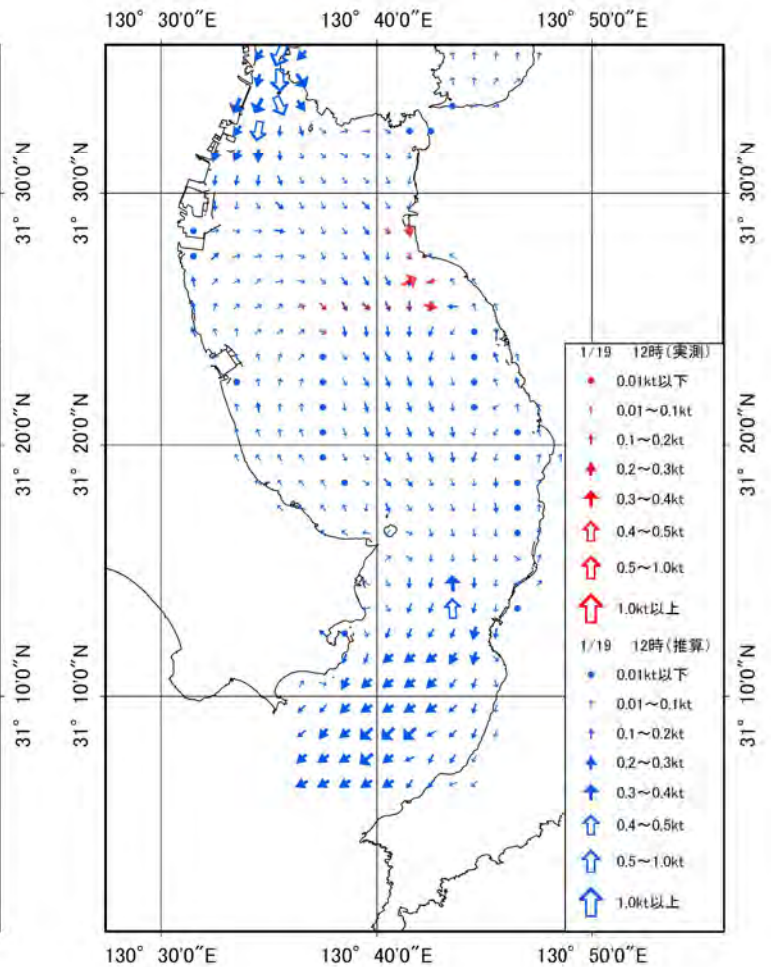 130° 30'0"E
130° 40'0"E
130° 50'0"E
31° 30'0"N
31° 30'0"N
31° 20'0"N
31° 20'0"N
31° 10'0"N
31° 10'0"N
1/19 12時(実測)
0.01kt以下
0.01～0.1kt
0.1～0.2kt
0.2～0.3kt
0.3～0.4kt
0.4～0.5kt
0.5～1.0kt
1.0kt以上
1/19 12時(推算)
0.01kt以下
0.01～0.1kt
0.1～0.2kt
0.2～0.3kt
0.3～0.4kt
0.4～0.5kt
0.5～1.0kt
1.0kt以上
130° 30'0"E
130° 40'0"E
130° 50'0"E